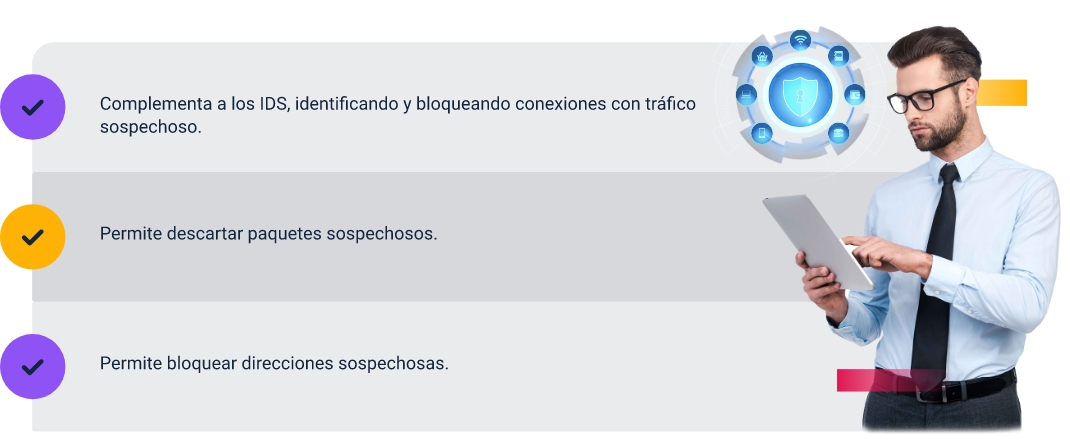 Complementa a los IDS, identificando y bloqueando conexiones con tráfico
sospechoso.
Permite descartar paquetes sospechosos.
Permite bloquear direcciones sospechosas.